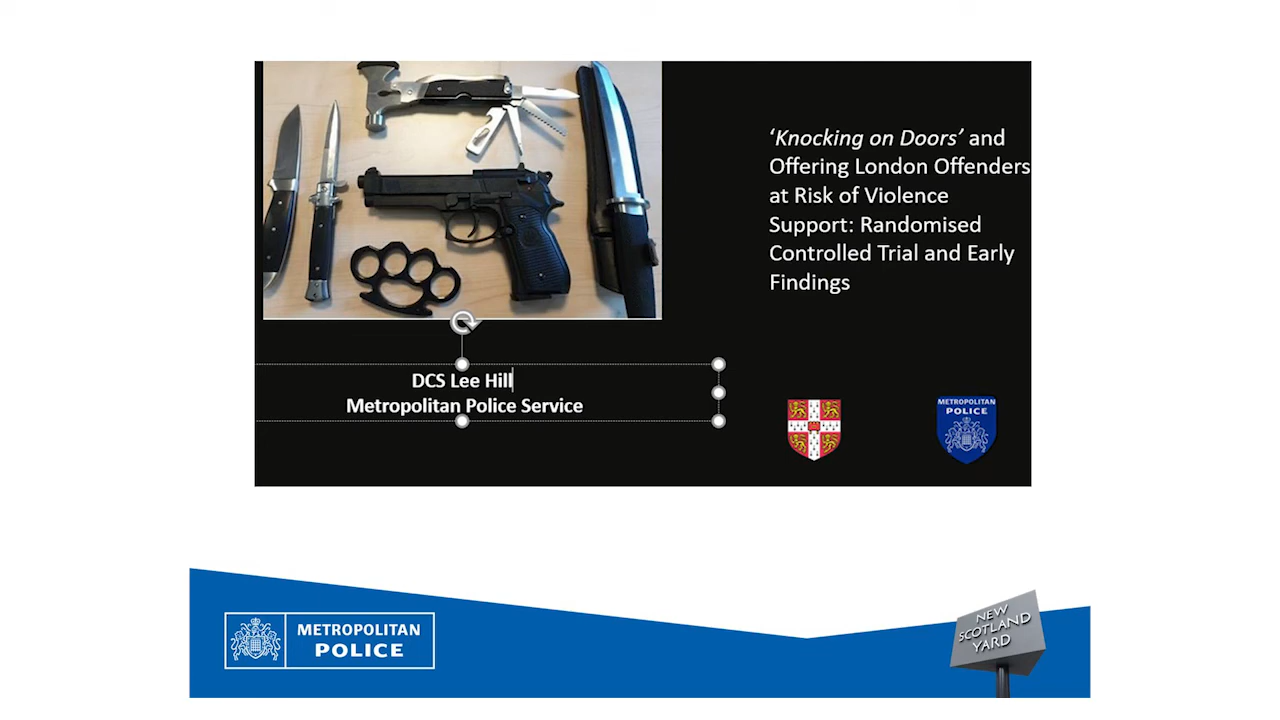 ‘Knocking on Doors’ and
Offering London Offenders
at Risk of Violence
Support: Randomised
Controlled Trial and Early
Findings
DCS Lee Hill
Metropolitan Police Service
METROPOLITAN
POLICE
METROPOLITAN
POLICE
NEW
SCOTLAND
YARD